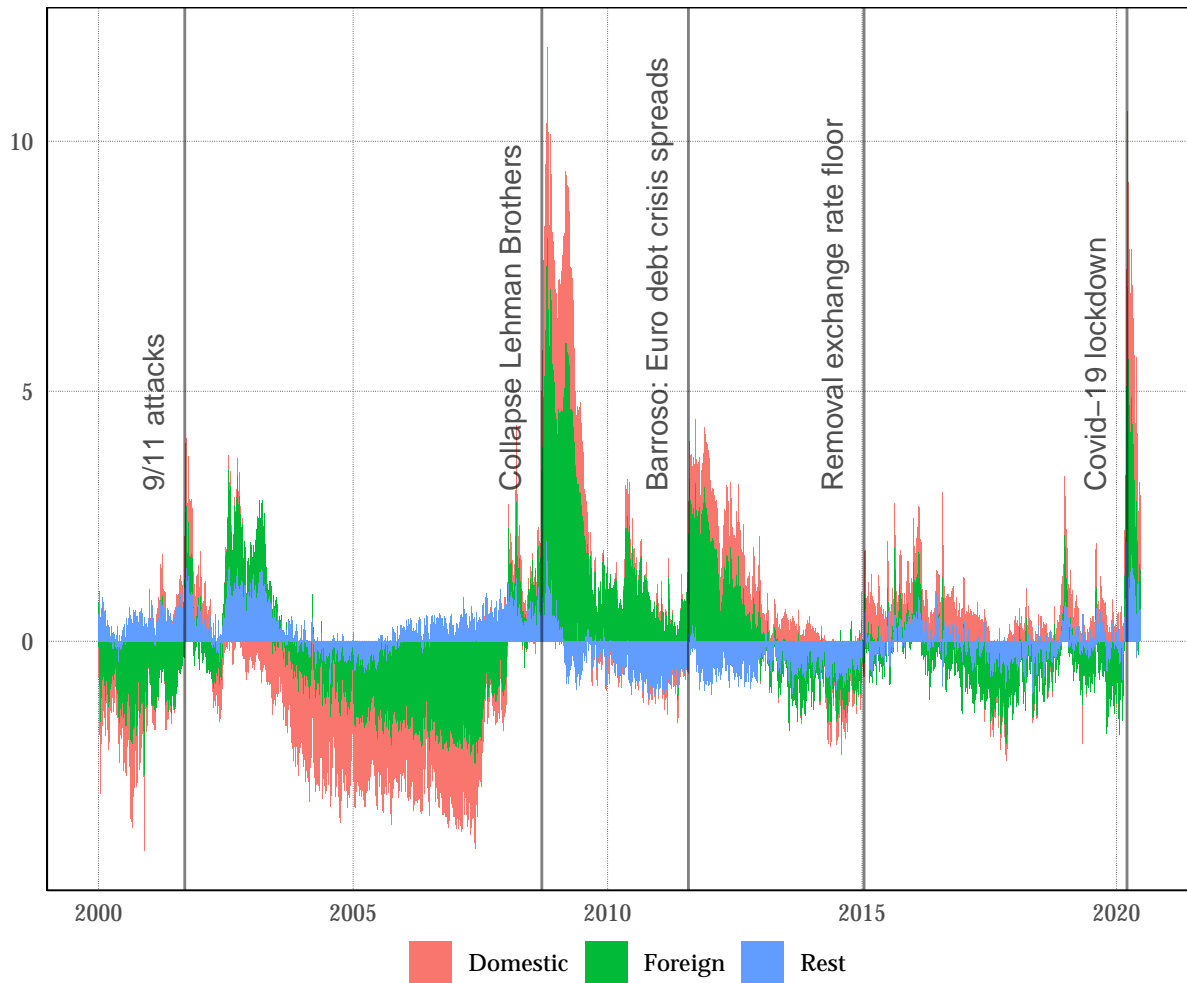 10
5
0
9/11 attacks
Collapse Lehman Brothers
Barroso: Euro debt crisis spreads
Removal exchange rate floor
Covid−19 lockdown
2000
2005
2010
2015
2020
Domestic
Foreign
Rest